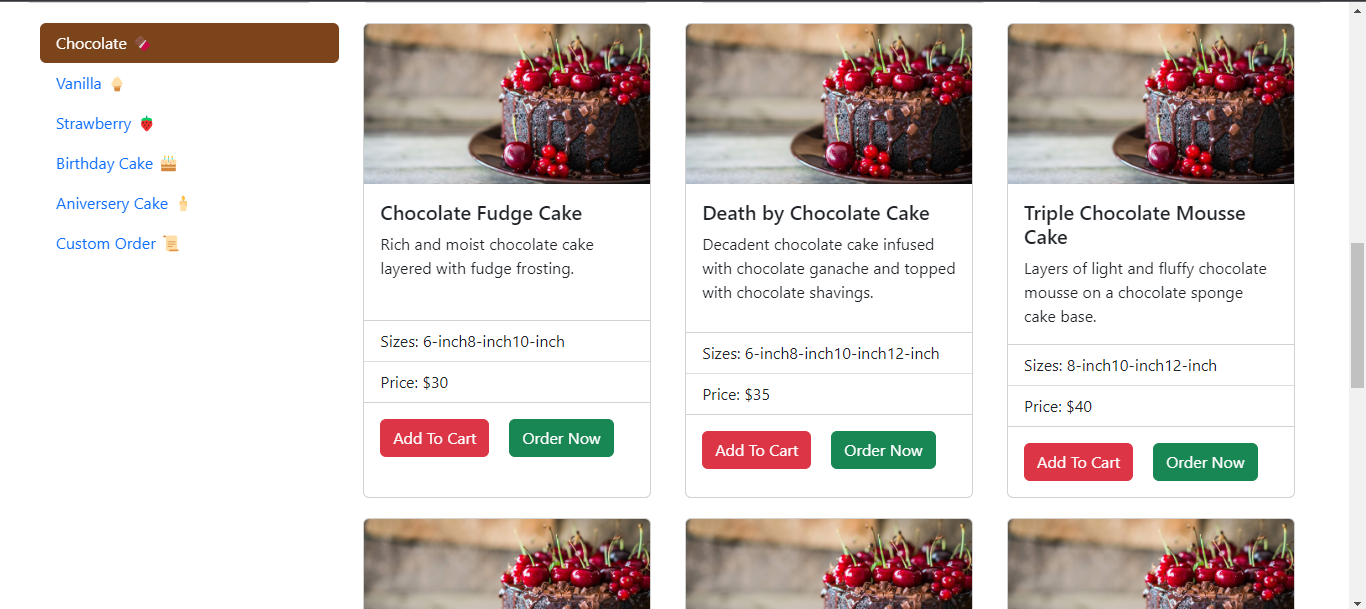 Chocolate 🍫
Vanilla 🍦
Strawberry 🍓
Birthday Cake 🎂
Aniversery Cake 🕯️
Custom Order 📜
Chocolate Fudge Cake
Rich and moist chocolate cake
layered with fudge frosting.
Sizes: 6-inch8-inch10-inch
Price: $30
Add To Cart
Order Now
Death by Chocolate Cake
Decadent chocolate cake infused
with chocolate ganache and topped
with chocolate shavings.
Sizes: 6-inch8-inch10-inch12-inch
Price: $35
Add To Cart
Order Now
Triple Chocolate Mousse
Cake
Layers of light and fluffy chocolate
mousse on a chocolate sponge
cake base.
Sizes: 8-inch10-inch12-inch
Price: $40
Add To Cart
Order Now